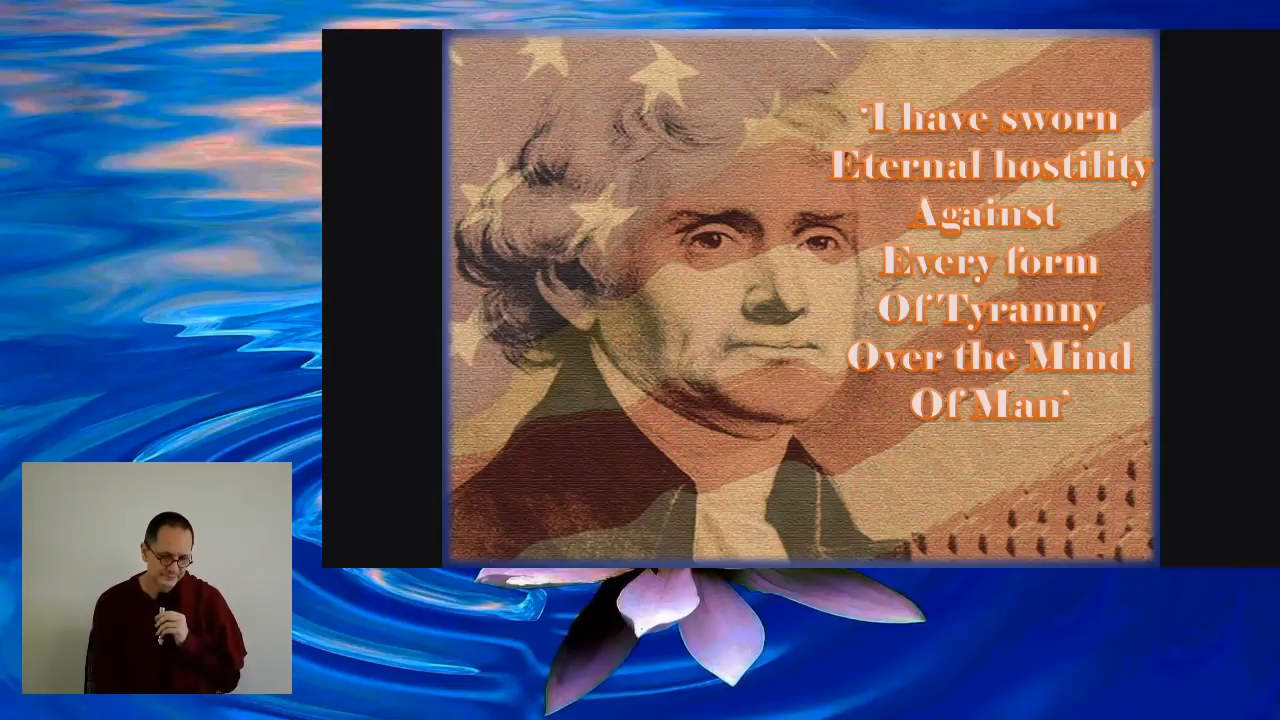 ‘I have sworn
Eternal hostility
Against
Every form
Of Tyranny
Over the Mind
Of Man’